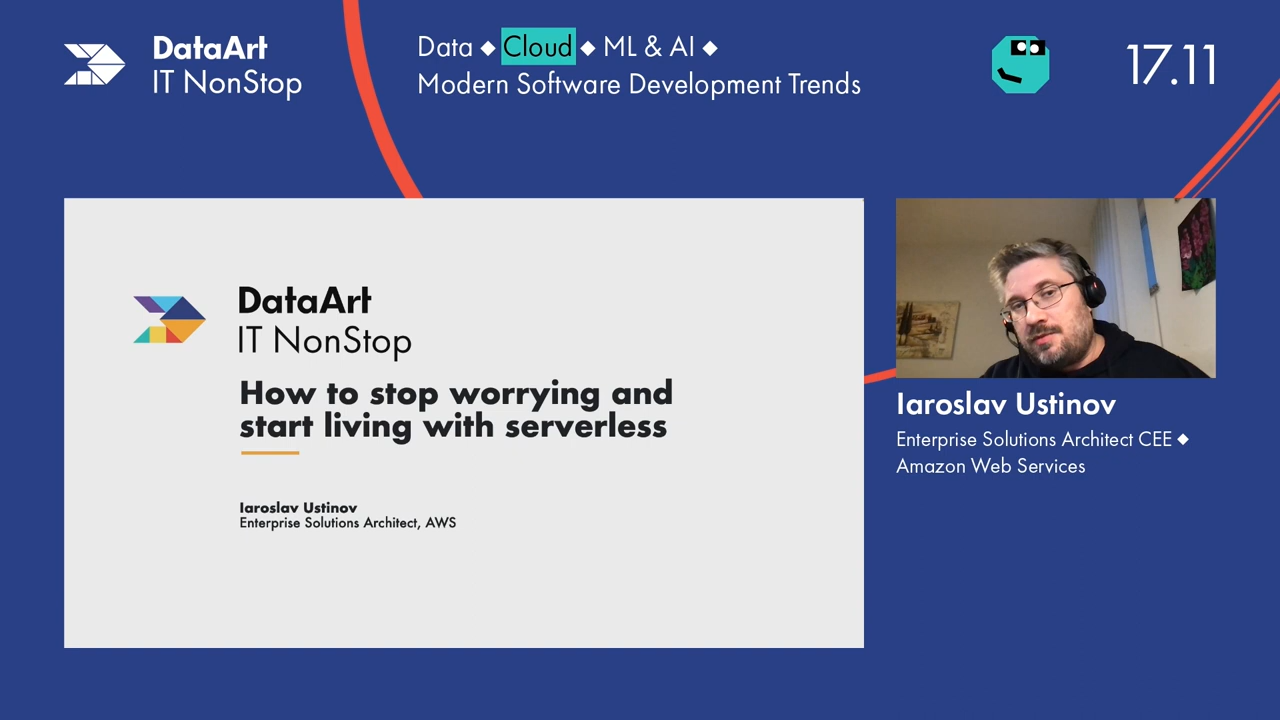 DataArt
IT NonStop
Data ◆ Cloud ◆ ML & AI ◆
Modern Software Development Trends
17.11
DataArt
IT NonStop
How to stop worrying and
start living with serverless
Iaroslav Ustinov
Enterprise Solutions Architect, AWS
Iaroslav Ustinov
Enterprise Solutions Architect CEE ◆
Amazon Web Services